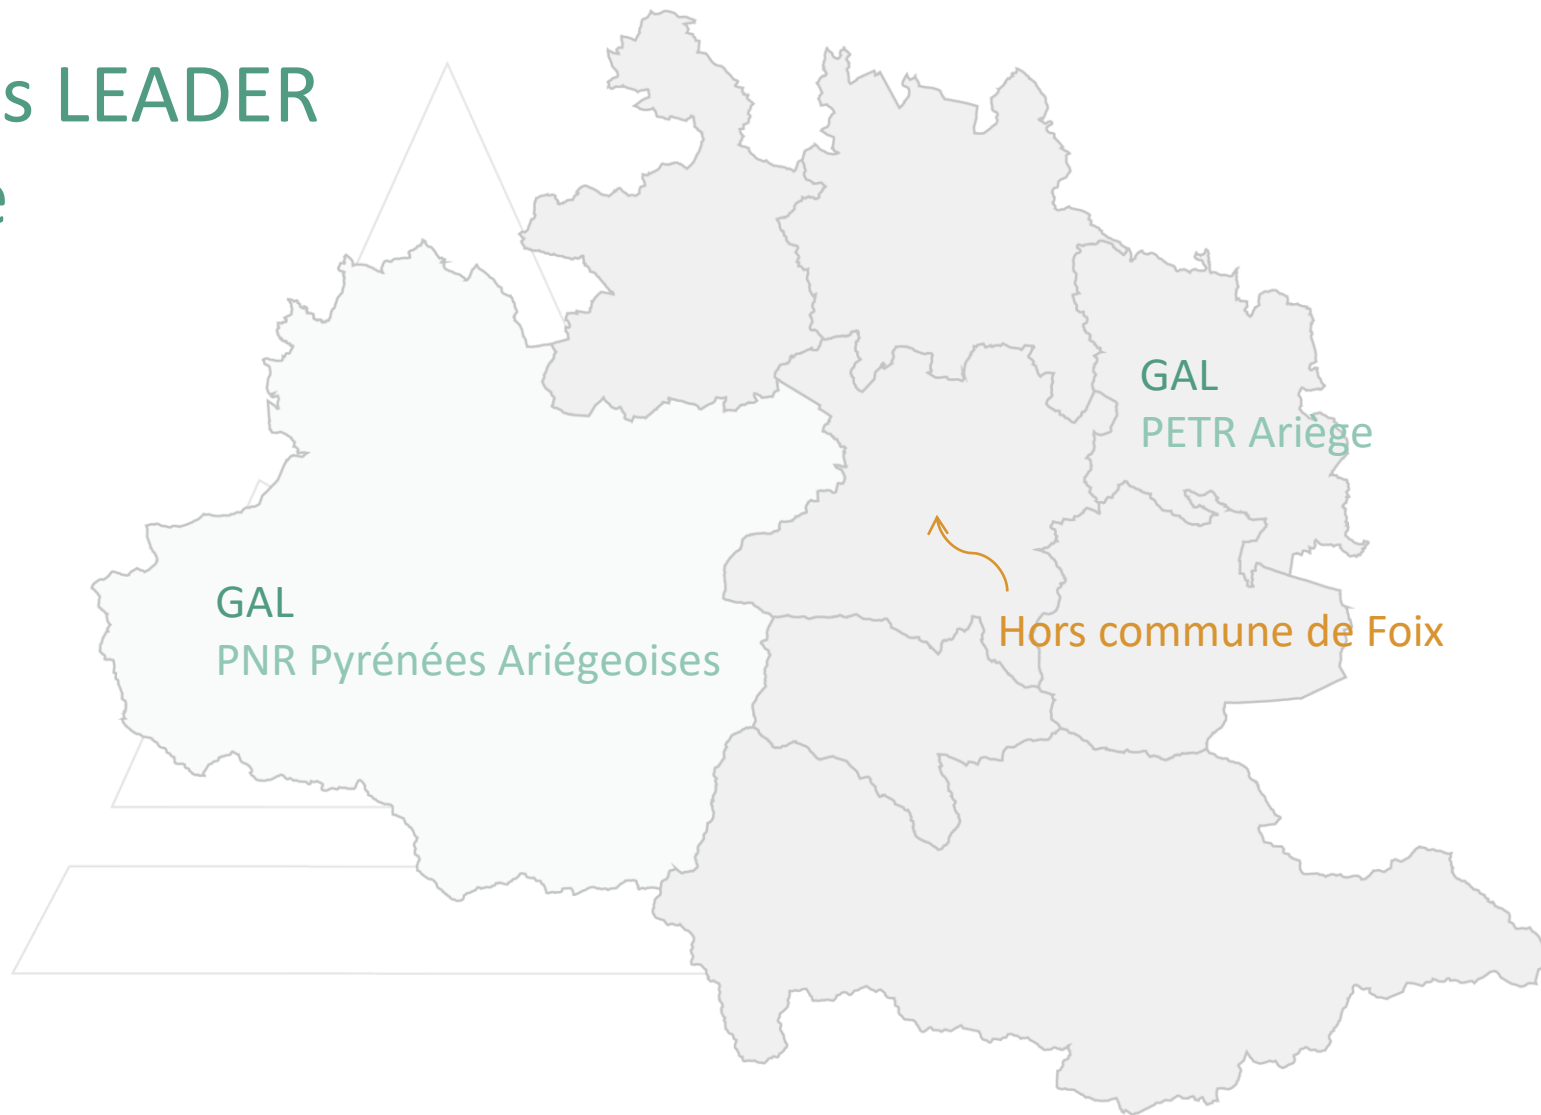 s LEADER
e
GAL
PETR Ariège
GAL
PNR Pyrénées Ariégeoises
Hors commune de Foix